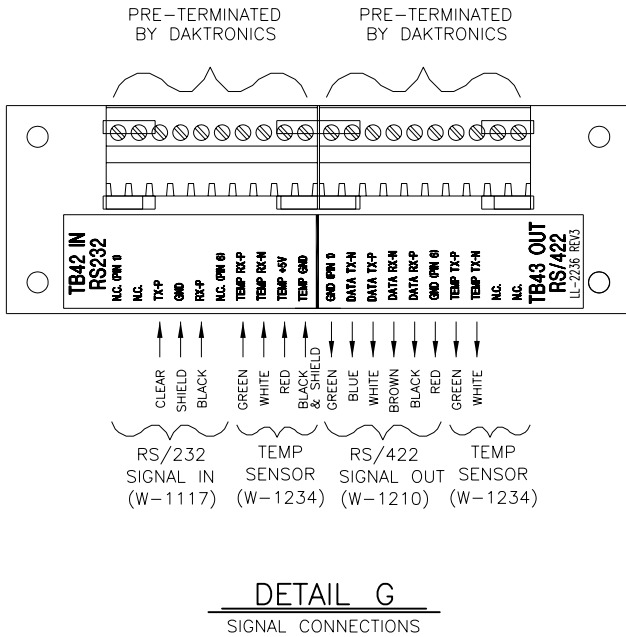 PRE-TERMINATED
BY DAKTRONICS
PRE-TERMINATED
BY DAKTRONICS
TB42 IN
RS232
N.C. (PIN 1)
N.C.
TX-P
GND
RX-P
N.C. (PIN 6)
TEMP RX-P
TEMP RX-N
TEMP +5V
TEMP GND
GND (PIN 1)
DATA TX-N
DATA TX-P
DATA RX-N
DATA RX-P
GND (PIN 6)
TEMP TX-P
TEMP TX-N
N.C.
N.C.
TB43 OUT
RS/422
LL-2236 REV3
CLEAR
SHIELD
BLACK
GREEN
WHITE
RED
BLACK
& SHIELD
GREEN
BLUE
WHITE
BROWN
BLACK
RED
GREEN
WHITE
RS/232
SIGNAL IN
(W-1117)
TEMP
SENSOR
(W-1234)
RS/422
SIGNAL OUT
(W-1210)
TEMP
SENSOR
(W-1234)
DETAIL G
SIGNAL CONNECTIONS